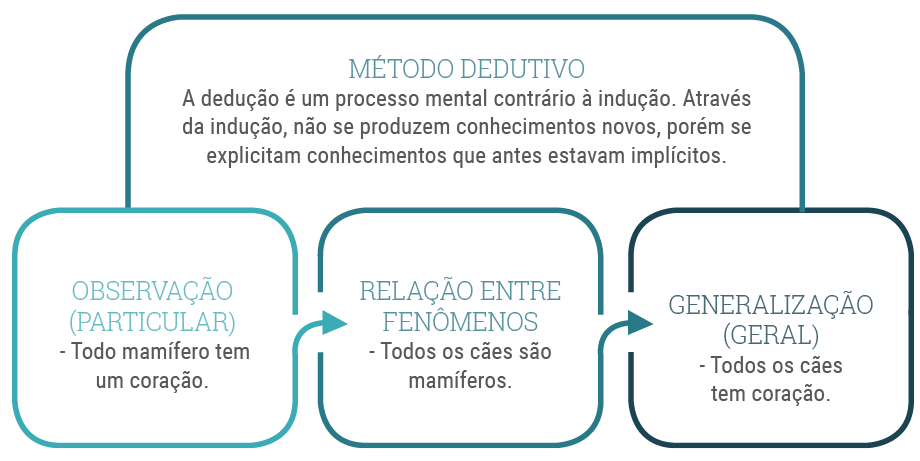 MÉTODO DEDUTIVO
A dedução é um processo mental contrário à indução. Através
da indução, não se produzem conhecimentos novos, porém se
explicitam conhecimentos que antes estavam implícitos.
OBSERVAÇÃO
(PARTICULAR)
- Todo mamífero tem
um coração.
RELAÇÃO ENTRE
FENÔMENOS
- Todos os cães são
mamíferos.
GENERALIZAÇÃO
(GERAL)
- Todos os cães
tem coração.